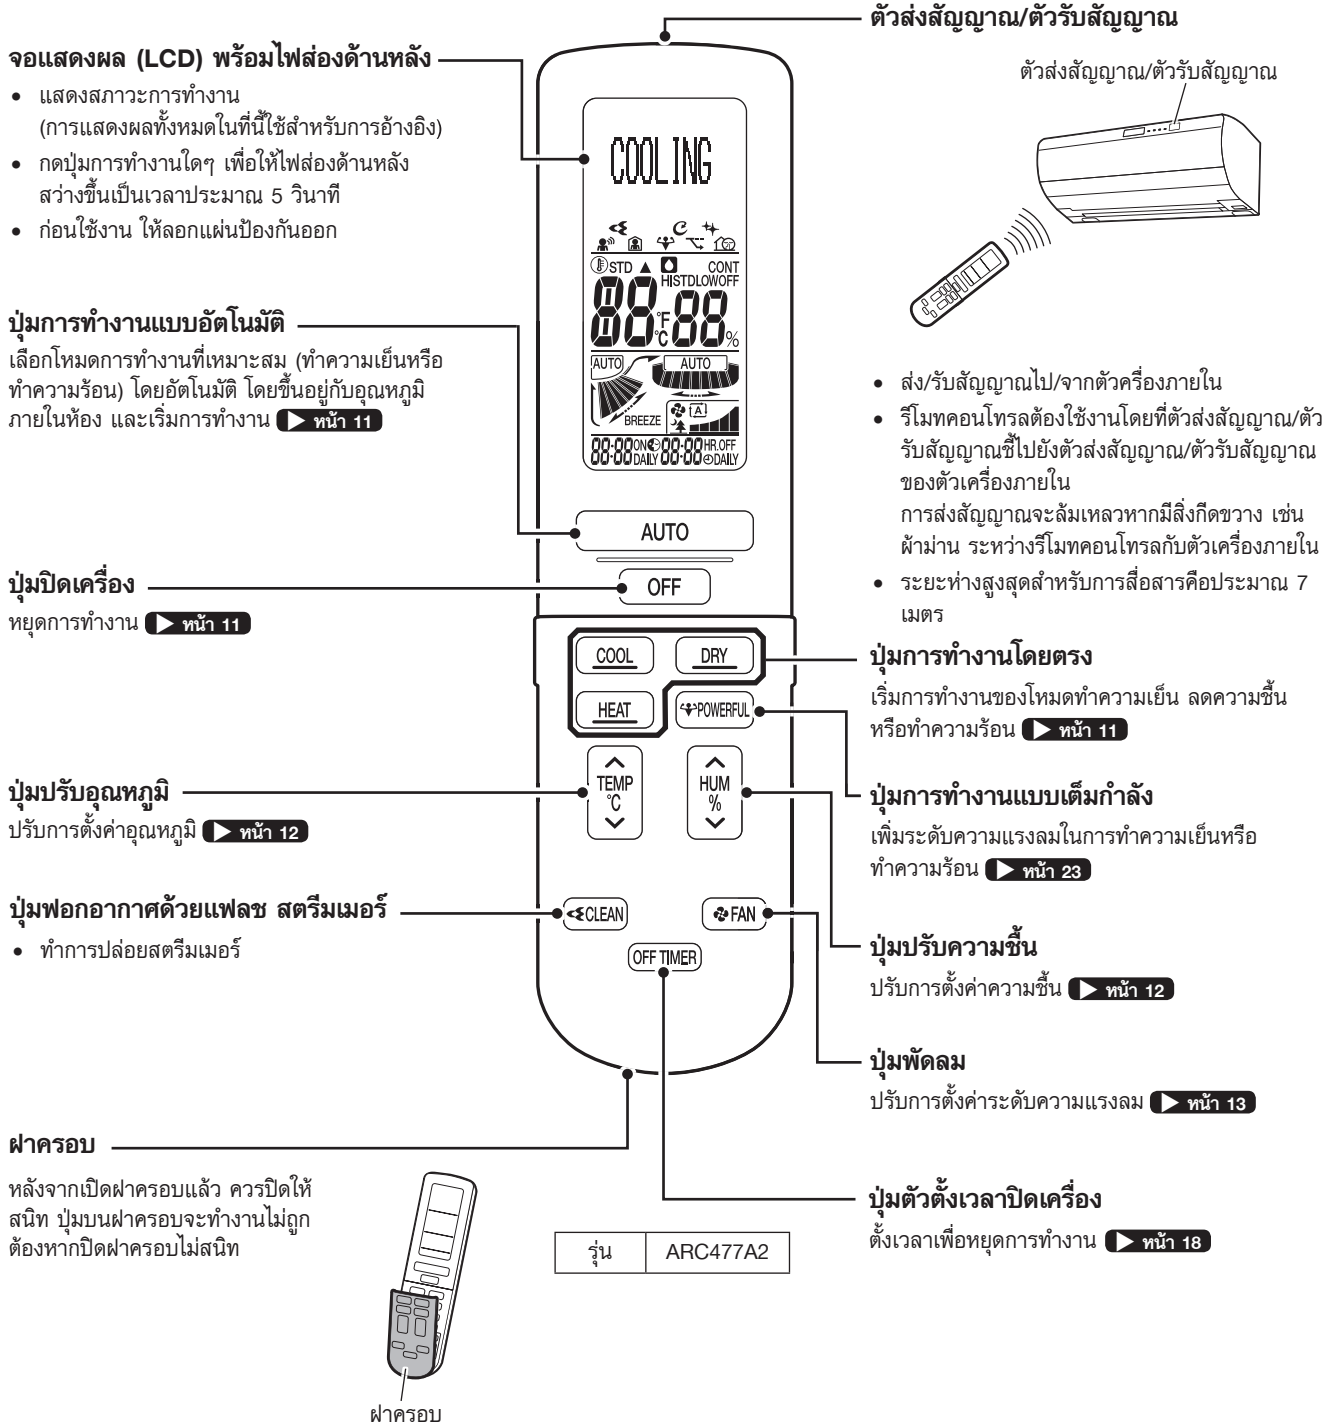 ตัวส่งสัญญาณ/ตัวรับสัญญาณ
จอแสดงผล (LCD) พร้อมไฟส่องด้านหลัง
• แสดงสภาวะการทำงาน
(การแสดงผลทั้งหมดในที่นี้ใช้สำหรับการอ้างอิง)
• กดปุ่มการทำงานใดๆ เพื่อให้ไฟส่องด้านหลัง
สว่างขึ้นเป็นเวลาประมาณ 5 วินาที
• ก่อนใช้งาน ให้ลอกแผ่นป้องกันออก
ปุ่มการทำงานแบบอัตโนมัติ
เลือกโหมดการทำงานที่เหมาะสม (ทำความเย็นหรือ
ทำความร้อน) โดยอัตโนมัติ โดยขึ้นอยู่กับอุณหภูมิ
ภายในห้อง และเริ่มการทำงาน ▶ หน้า 11
ปุ่มปิดเครื่อง
หยุดการทำงาน ▶ หน้า 11
ปุ่มปรับอุณหภูมิ
ปรับการตั้งค่าอุณหภูมิ ▶ หน้า 12
ปุ่มฟอกอากาศด้วยแฟลช สตรีมเมอร์
• ทำการปล่อยสตรีมเมอร์
ฝาครอบ
หลังจากเปิดฝาครอบแล้ว ควรปิดให้
สนิท ปุ่มบนฝาครอบจะทำงานไม่ถูก
ต้องหากปิดฝาครอบไม่สนิท
ฝาครอบ
COOLING
STD ▲ CONT
HISTDLOWOFF
88 °F °C 88 %
AUTO AUTO
BREEZE A
88:88 ON DAILY 88:88 HR.OFF DAILY
AUTO
OFF
COOL DRY
HEAT POWERFUL
TEMP °C
HUM %
CLEAN FAN
OFF TIMER
รุ่น ARC477A2
ตัวส่งสัญญาณ/ตัวรับสัญญาณ
• ส่ง/รับสัญญาณไป/จากตัวเครื่องภายใน
• รีโมทคอนโทรลต้องใช้งานโดยที่ตัวส่งสัญญาณ/ตัว
รับสัญญาณชี้ไปยังตัวส่งสัญญาณ/ตัวรับสัญญาณ
ของตัวเครื่องภายใน
การส่งสัญญาณจะล้มเหลวหากมีสิ่งกีดขวาง เช่น
ผ้าม่าน ระหว่างรีโมทคอนโทรลกับตัวเครื่องภายใน
• ระยะห่างสูงสุดสำหรับการสื่อสารคือประมาณ 7
เมตร
ปุ่มการทำงานโดยตรง
เริ่มการทำงานของโหมดทำความเย็น ลดความชื้น
หรือทำความร้อน ▶ หน้า 11
ปุ่มการทำงานแบบเต็มกำลัง
เพิ่มระดับความแรงลมในการทำความเย็นหรือ
ทำความร้อน ▶ หน้า 23
ปุ่มปรับความชื้น
ปรับการตั้งค่าความชื้น ▶ หน้า 12
ปุ่มพัดลม
ปรับการตั้งค่าระดับความแรงลม ▶ หน้า 13
ปุ่มตัวตั้งเวลาปิดเครื่อง
ตั้งเวลาเพื่อหยุดการทำงาน ▶ หน้า 18